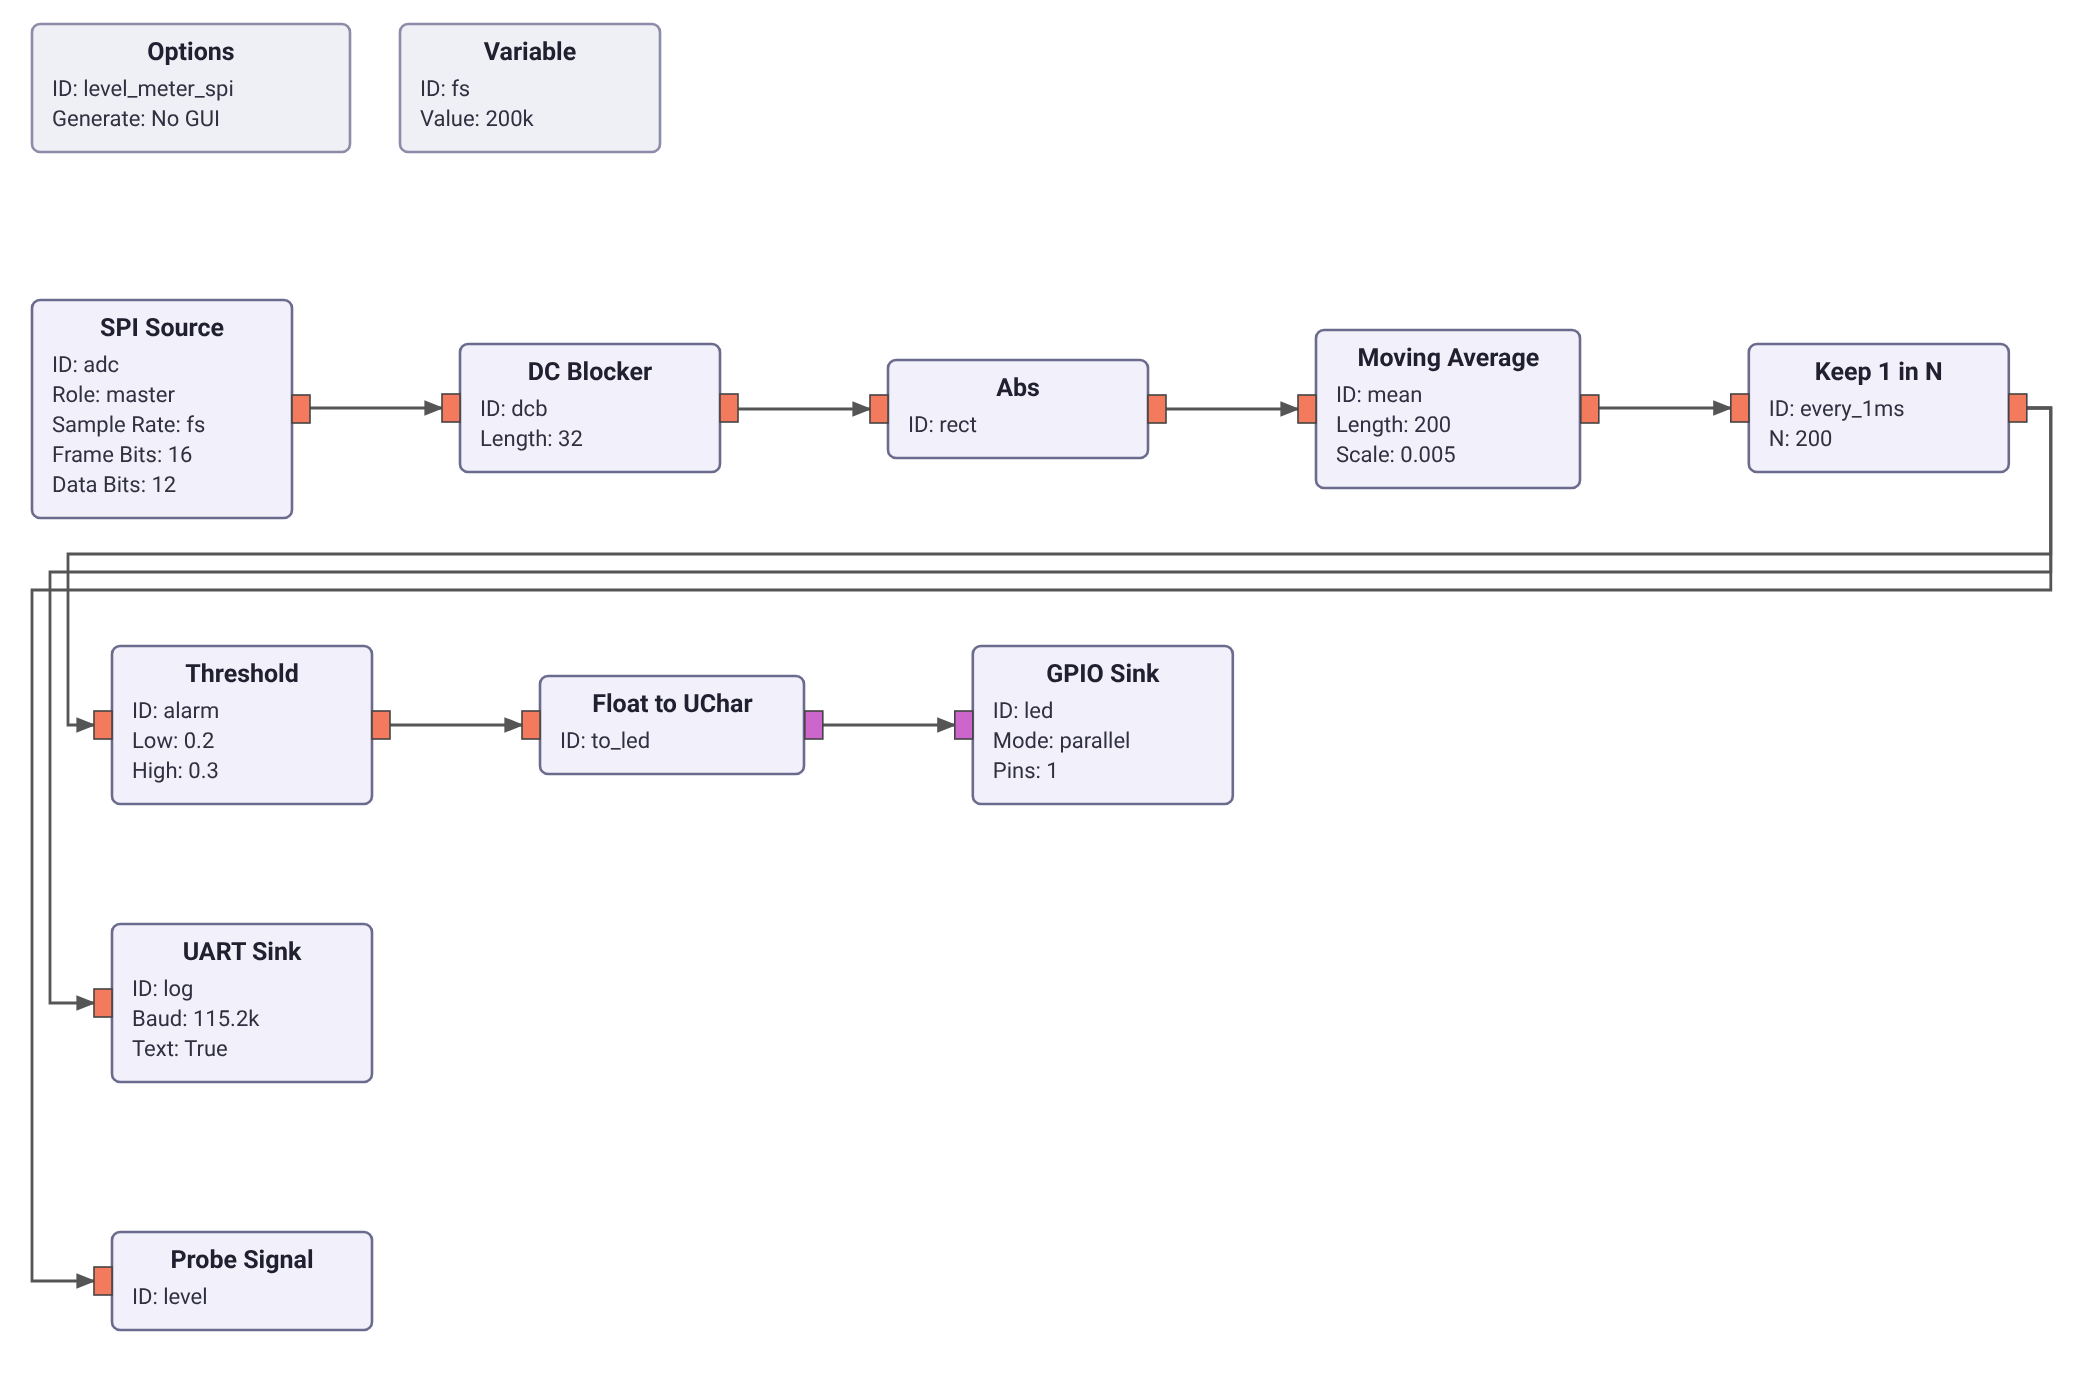 Options
ID: level_meter_spi
Generate: No GUI
Variable
ID: fs
Value: 200k
SPI Source
ID: adc
Role: master
Sample Rate: fs
Frame Bits: 16
Data Bits: 12
DC Blocker
ID: dcb
Length: 32
Abs
ID: rect
Moving Average
ID: mean
Length: 200
Scale: 0.005
Keep 1 in N
ID: every_1ms
N: 200
Threshold
ID: alarm
Low: 0.2
High: 0.3
Float to UChar
ID: to_led
GPIO Sink
ID: led
Mode: parallel
Pins: 1
UART Sink
ID: log
Baud: 115.2k
Text: True
Probe Signal
ID: level